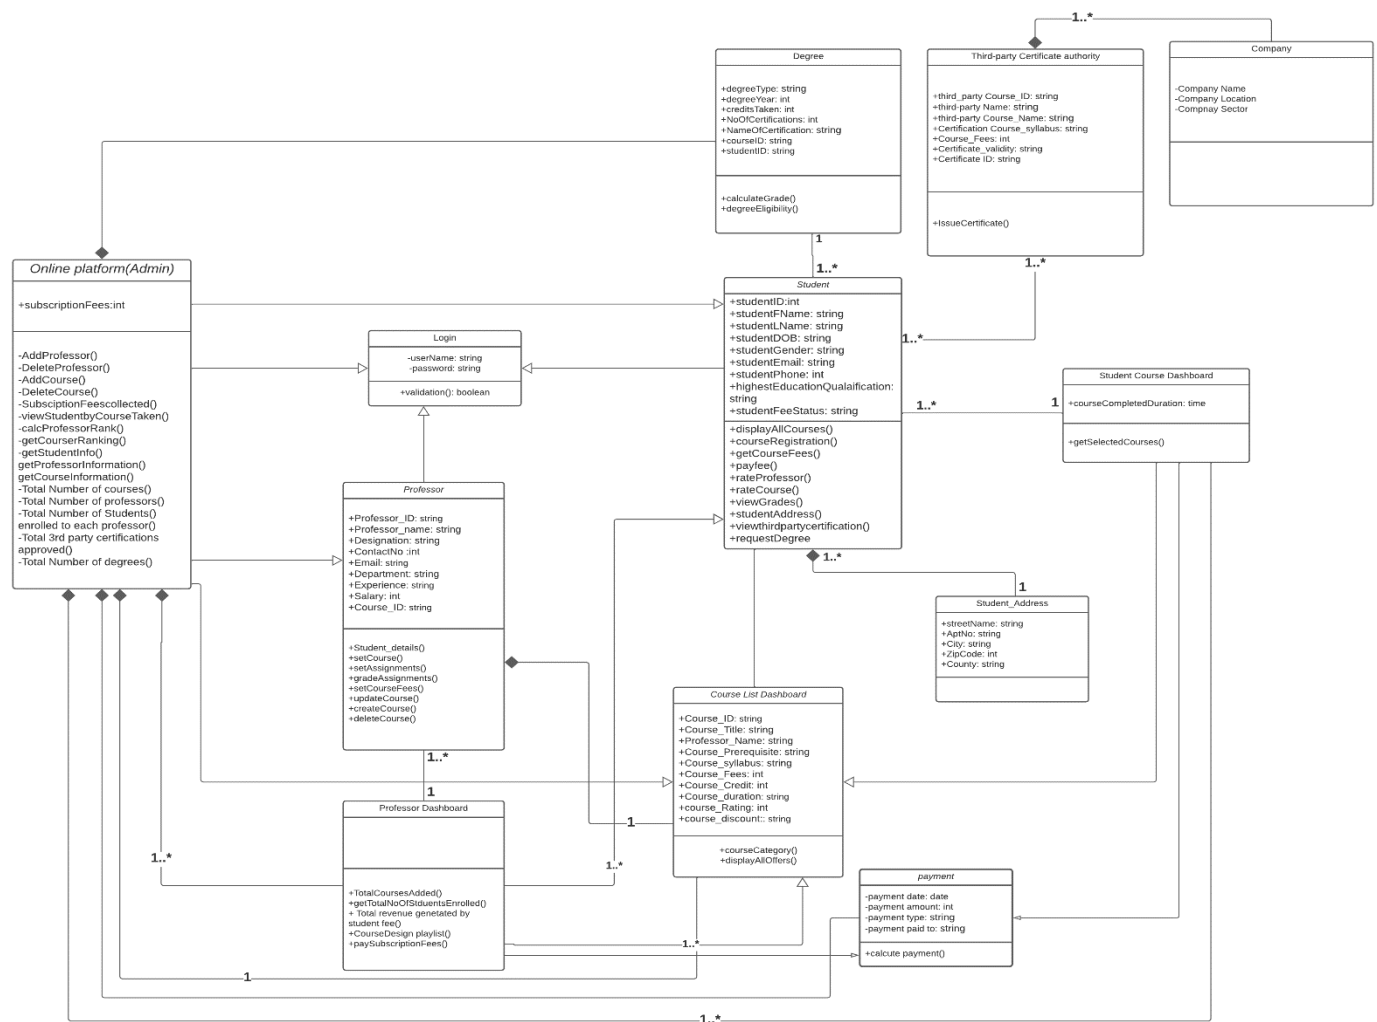 1..*
Degree
+degreeType: string
+degreeYear: int
+creditsTaken: int
+NoOfCertifications: int
+NameOfCertification: string
+courseID: string
+studentID: string
+calculateGrade()
+degreeEligibility()
Third-party Certificate authority
+third_party Course_ID: string
+third-party Name: string
+third-party Course_Name: string
+Certification Course_syllabus: string
+Course_Fees: int
+Certificate_validity: string
+Certificate ID: string
+IssueCertificate()
Company
-Company Name
-Company Location
-Compnay Sector
1
1..*
1..*
1..*
Online platform(Admin)
+subscriptionFees:int
-AddProfessor()
-DeleteProfessor()
-AddCourse()
-DeleteCourse()
-SubsciptionFeescollected()
-viewStudentbyCourseTaken()
-calcProfessorRank()
-getCourserRanking()
-getStudentInfo()
getProfessorInformation()
getCourseInformation()
-Total Number of courses()
-Total Number of professors()
-Total Number of Students()
enrolled to each professor()
-Total 3rd party certifications
approved()
-Total Number of degrees()
Login
-userName: string
-password: string
+validation(): boolean
Student
+studentID:int
+studentFName: string
+studentLName: string
+studentDOB: string
+studentGender: string
+studentEmail: string
+studentPhone: int
+highestEducationQualaification:
string
+studentFeeStatus: string
+displayAllCourses()
+courseRegistration()
+getCourseFees()
+payfee()
+rateProfessor()
+rateCourse()
+viewGrades()
+studentAddress()
+viewthirdpartycertification()
+requestDegree
1..*
1
Student Course Dashboard
+courseCompletedDuration: time
+getSelectedCourses()
Professor
+Professor_ID: string
+Professor_name: string
+Designation: string
+ContactNo :int
+Email: string
+Department: string
+Experience: string
+Salary: int
+Course_ID: string
+Student_details()
+setCourse()
+setAssignments()
+gradeAssignments()
+setCourseFees()
+updateCourse()
+createCourse()
+deleteCourse()
1..*
1
Student_Address
+streetName: string
+AptNo: string
+City: string
+ZipCode: int
+County: string
Course List Dashboard
+Course_ID: string
+Course_Title: string
+Professor_Name: string
+Course_Prerequisite: string
+Course_syllabus: string
+Course_Fees: int
+Course_Credit: int
+Course_duration: string
+course_Rating: int
+course_discount:: string
+courseCategory()
+displayAllOffers()
1..*
1
1
1..*
1..*
Professor Dashboard
+TotalCoursesAdded()
+getTotalNoOfStduentsEnrolled()
+ Total revenue genetated by
student fee()
+CourseDesign playlist()
+paySubscriptionFees()
payment
-payment date: date
-payment amount: int
-payment type: string
-payment paid to: string
+calcute payment()
1..*
1
1..*